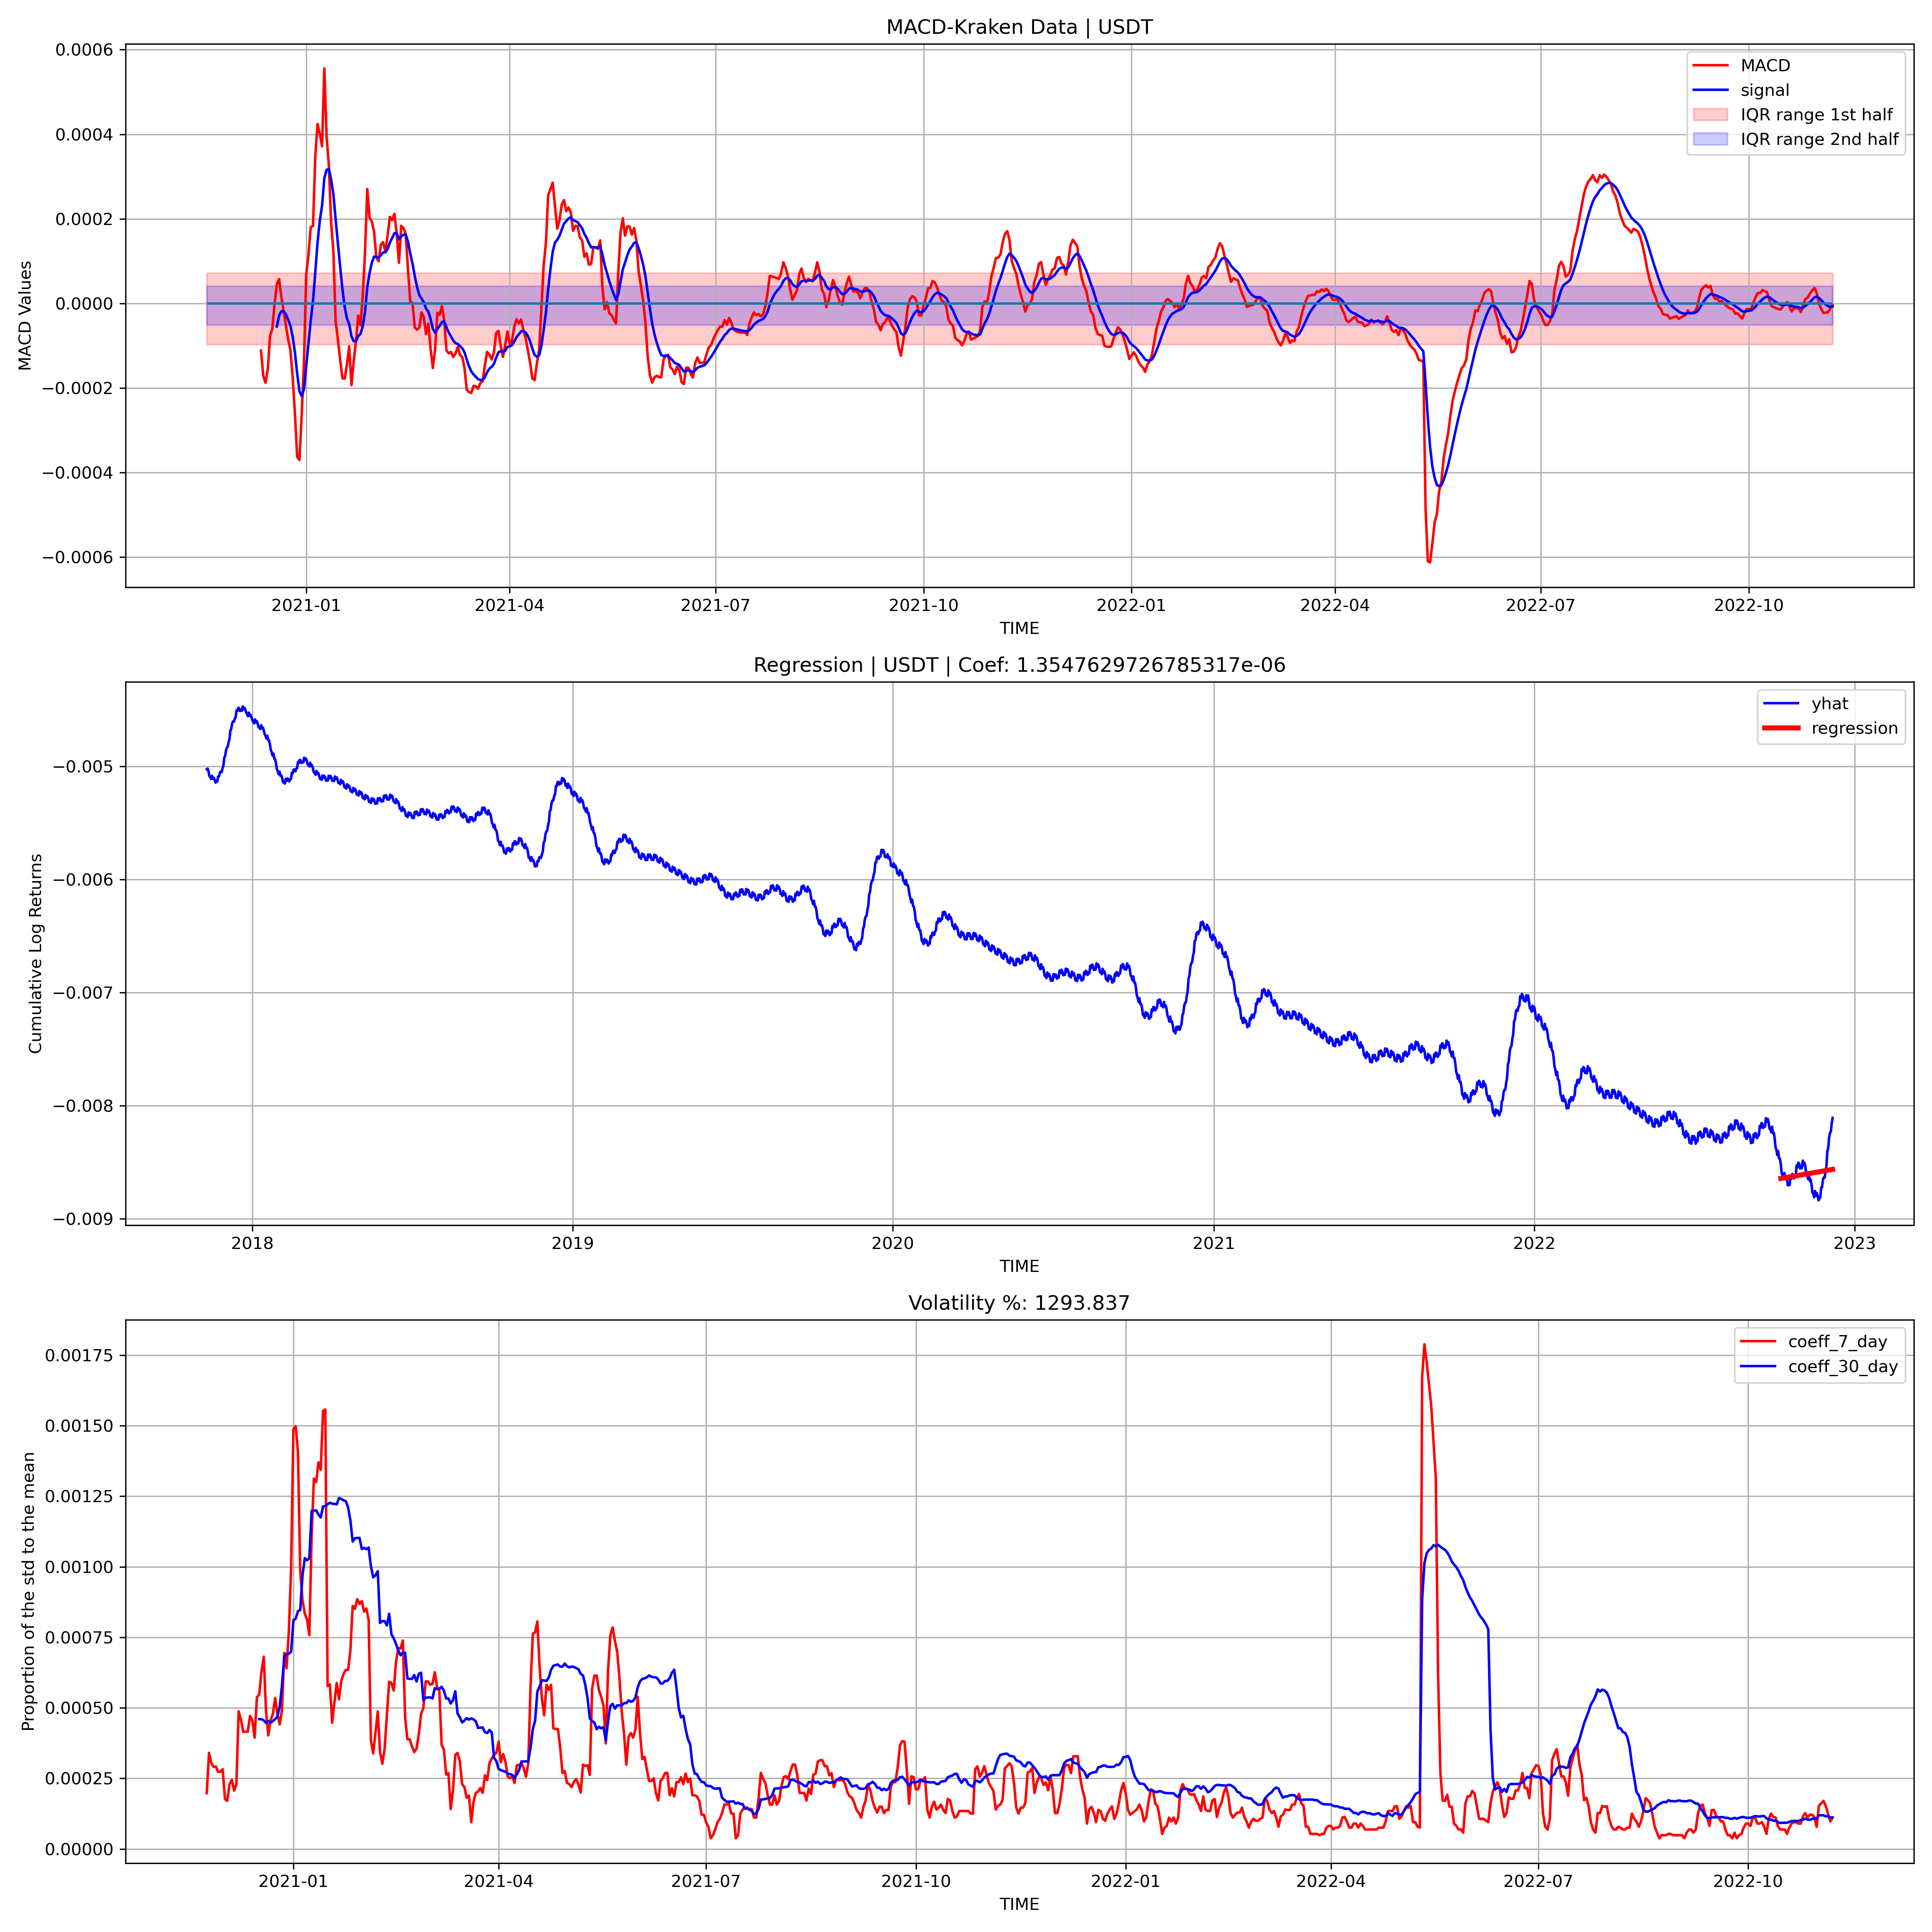 MACD-Kraken Data | USDT
MACD Values
0.0006
0.0004
0.0002
0.0000
−0.0002
−0.0004
−0.0006
MACD
signal
IQR range 1st half
IQR range 2nd half
2021-01 2021-04 2021-07 2021-10 2022-01 2022-04 2022-07 2022-10
TIME
Regression | USDT | Coef: 1.3547629726785317e-06
Cumulative Log Returns
−0.005
−0.006
−0.007
−0.008
−0.009
yhat
regression
2018 2019 2020 2021 2022 2023
TIME
Volatility %: 1293.837
Proportion of the std to the mean
0.00175
0.00150
0.00125
0.00100
0.00075
0.00050
0.00025
0.00000
coeff_7_day
coeff_30_day
2021-01 2021-04 2021-07 2021-10 2022-01 2022-04 2022-07 2022-10
TIME